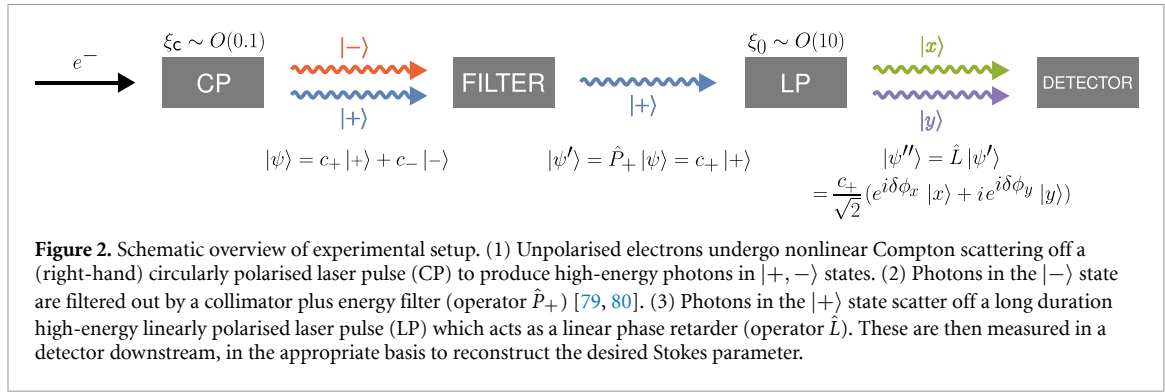 ξc ∼ O(0.1)
ξ0 ∼ O(10)
e−
|−⟩
|x⟩
CP
FILTER
LP
DETECTOR
|+⟩
|+⟩
|y⟩
|ψ⟩ = c+ |+⟩ + c− |−⟩
|ψ′⟩ = P̂+ |ψ⟩ = c+ |+⟩
|ψ′′⟩ = L̂ |ψ′⟩
= c+/√2 (e^{iδϕx} |x⟩ + ie^{iδϕy} |y⟩)
Figure 2. Schematic overview of experimental setup. (1) Unpolarised electrons undergo nonlinear Compton scattering off a
(right-hand) circularly polarised laser pulse (CP) to produce high-energy photons in |+, −⟩ states. (2) Photons in the |−⟩ state
are filtered out by a collimator plus energy filter (operator P̂+) [79, 80]. (3) Photons in the |+⟩ state scatter off a long duration
high-energy linearly polarised laser pulse (LP) which acts as a linear phase retarder (operator L̂). These are then measured in a
detector downstream, in the appropriate basis to reconstruct the desired Stokes parameter.